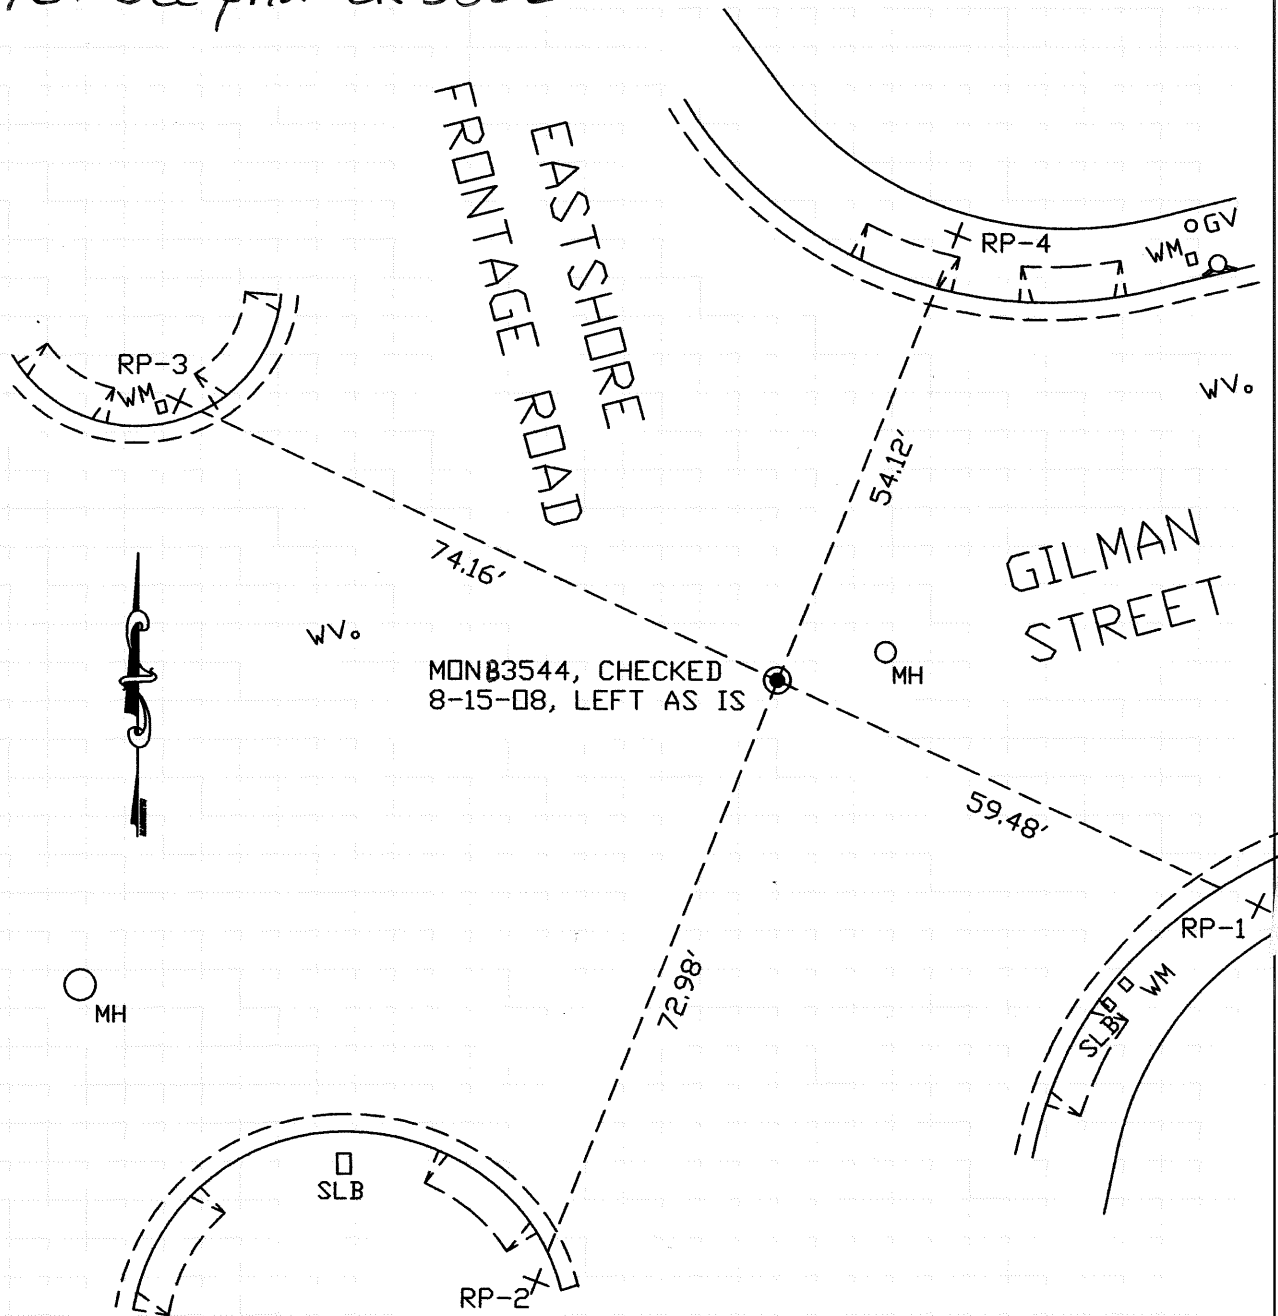 EASTSHORE
FRONTAGE ROAD
RP-4
GV
WM
RP-3
WM
WV
54.12'
GILMAN
STREET
74.16'
WV
MH
MON B3544, CHECKED
8-15-08, LEFT AS IS
59.48'
RP-1
72.98'
WM
SLB
MH
SLB
RP-2